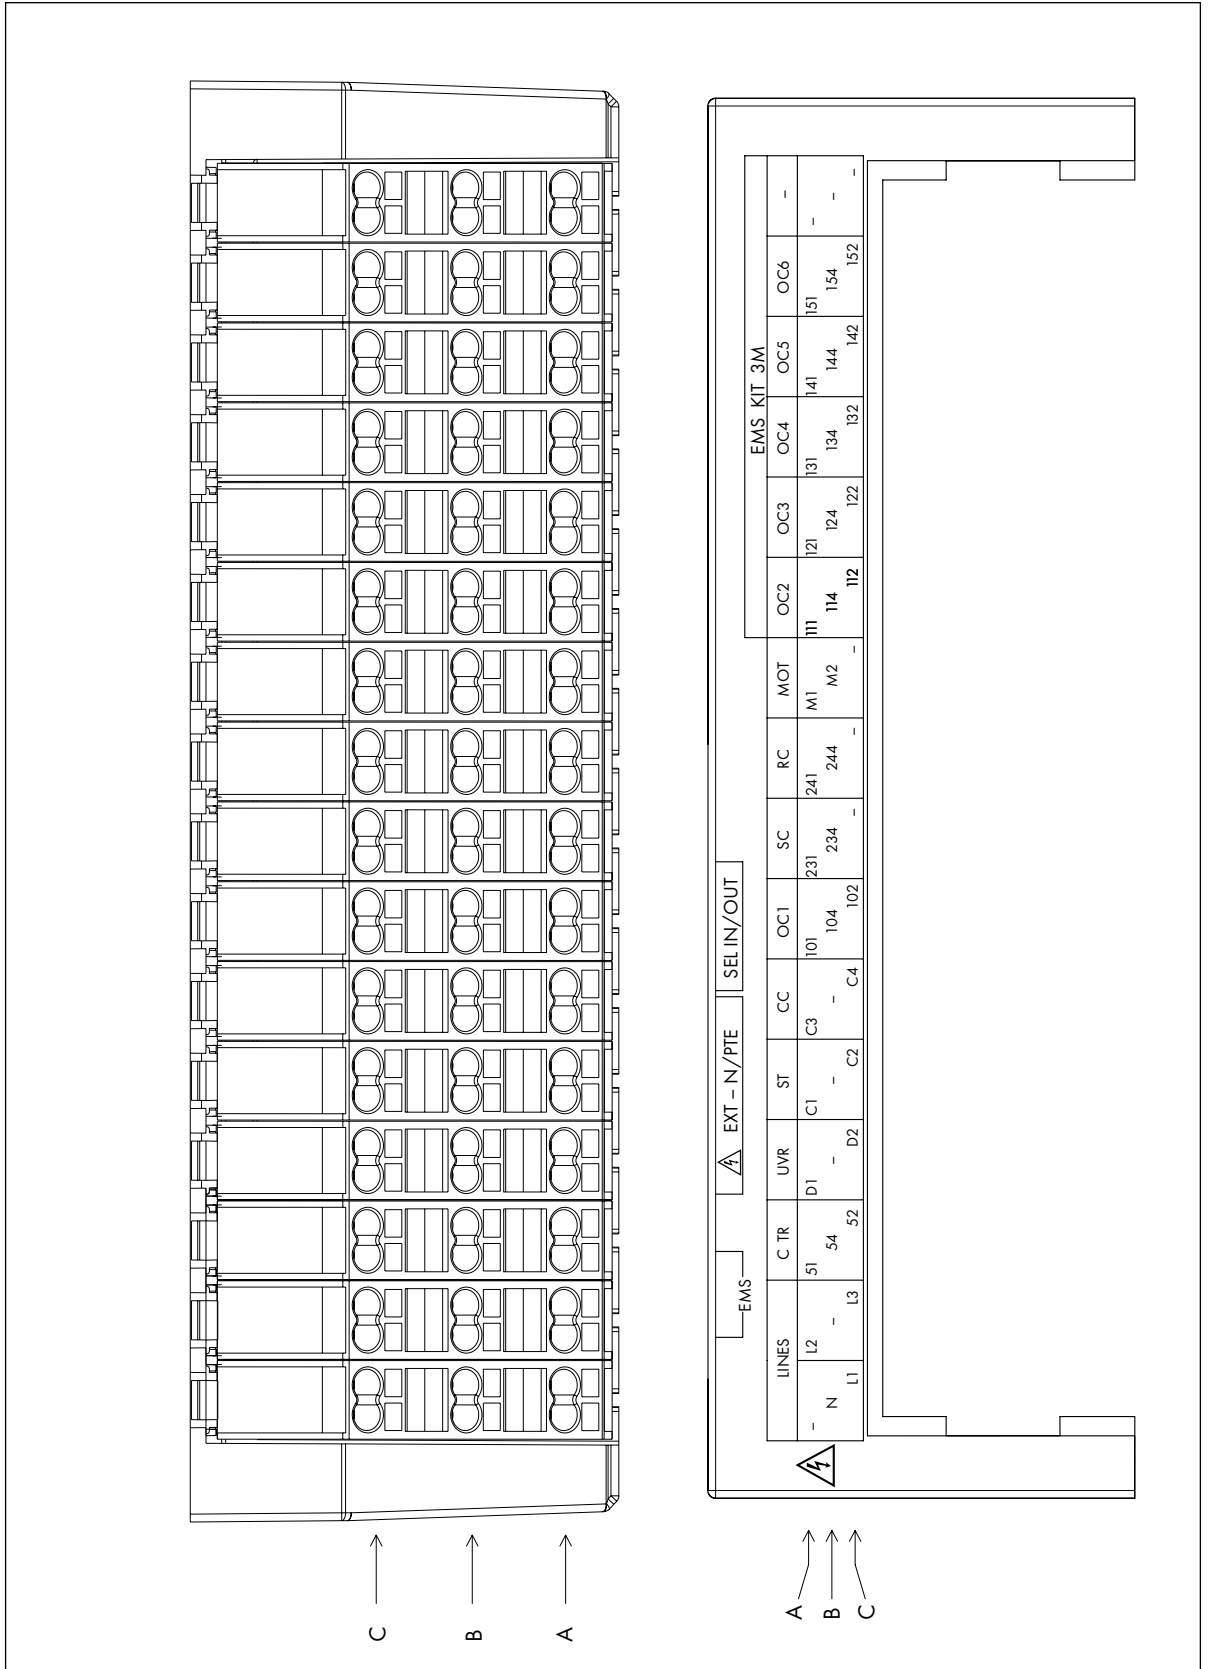 C
B
A
EMS
EXT – N/PTE
SELIN/OUT
EMS KIT 3M
LINES C TR UVR ST CC OC1 SC RC MOT OC2 OC3 OC4 OC5 OC6 –
– L2 51 D1 C1 C3 101 231 241 M1 111 121 131 141 151 –
N – 54 – – – 104 234 244 M2 114 124 134 144 154 –
L1 L3 52 D2 C2 C4 102 – – – 112 122 132 142 152 –
A
B
C